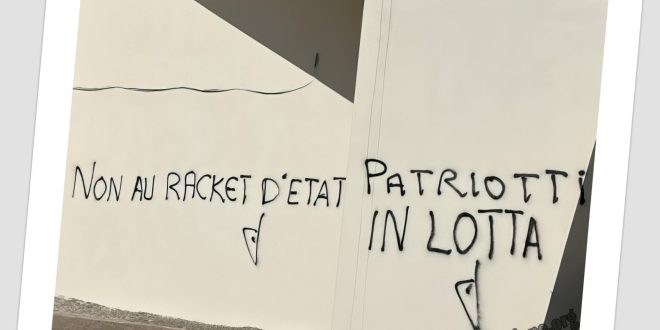 NON AU RACKET D'ETAT
PATRIOTTI
IN LOTTA